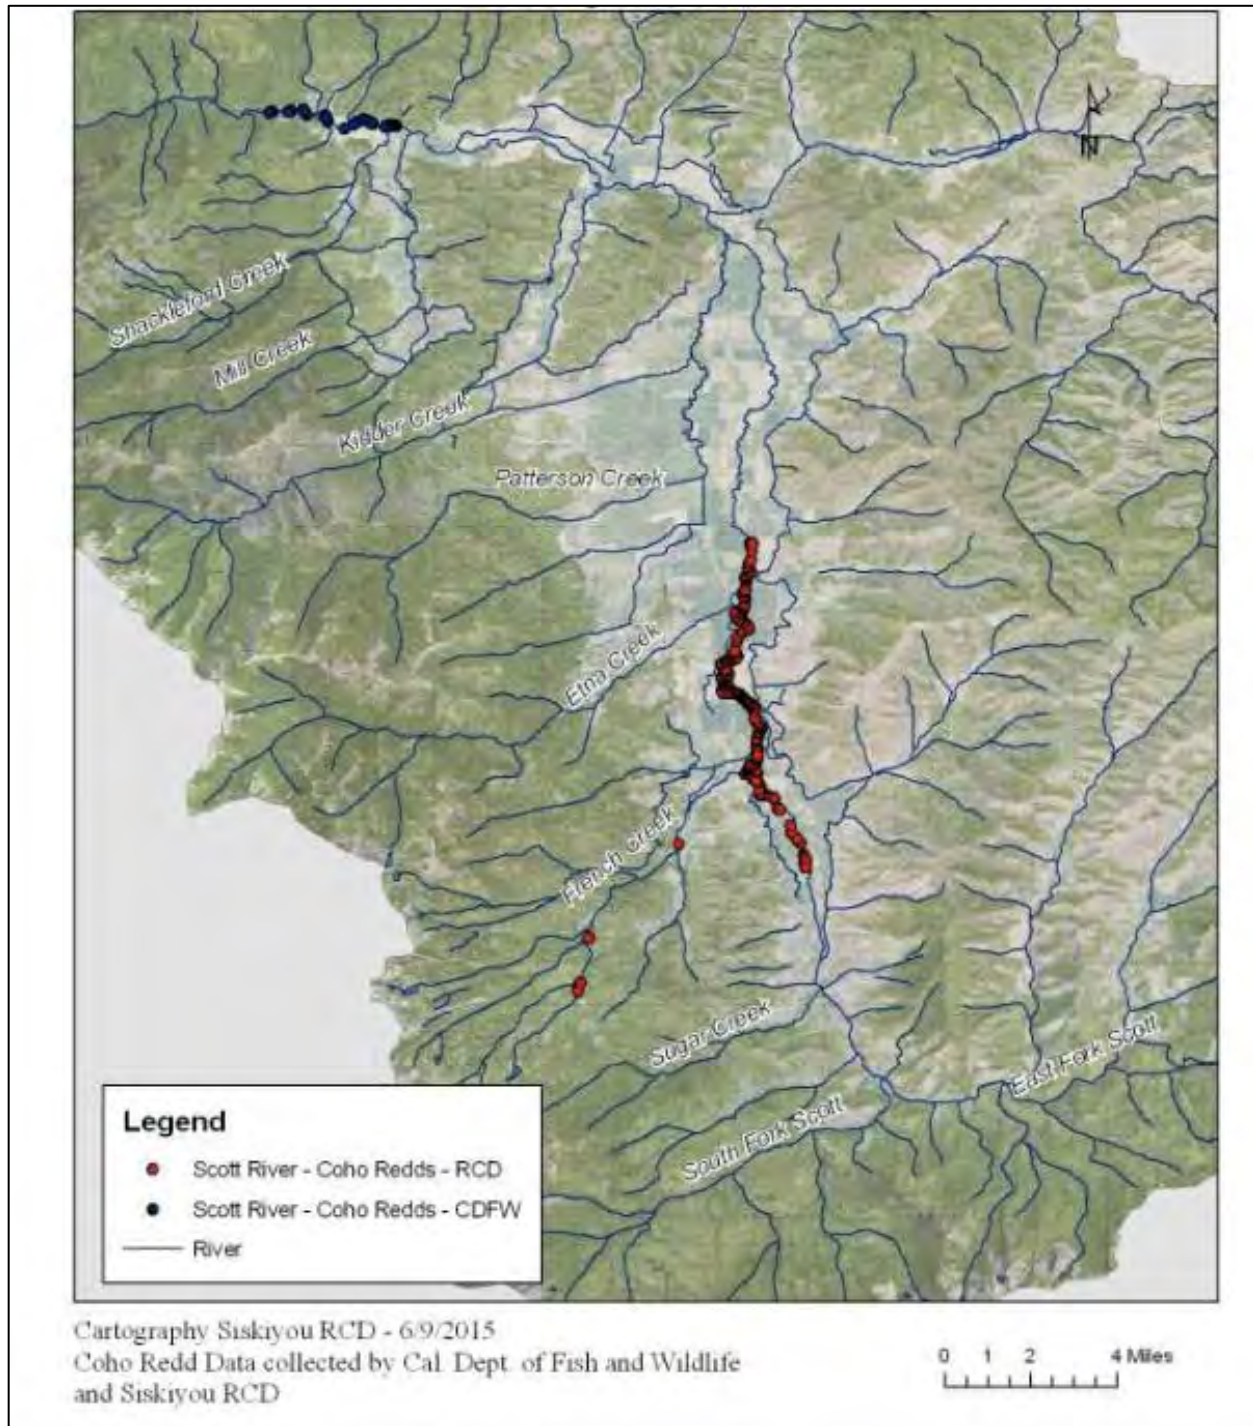 N
Shackleford Creek
Mill Creek
Kidder Creek
Patterson Creek
Etna Creek
French Creek
Sugar Creek
East Fork Scott
South Fork Scott
Legend
Scott River - Coho Redds - RCD
Scott River - Coho Redds - CDFW
River
Cartography Siskiyou RCD - 6/9/2015
Coho Redd Data collected by Cal. Dept. of Fish and Wildlife
and Siskiyou RCD
0 1 2 4 Miles